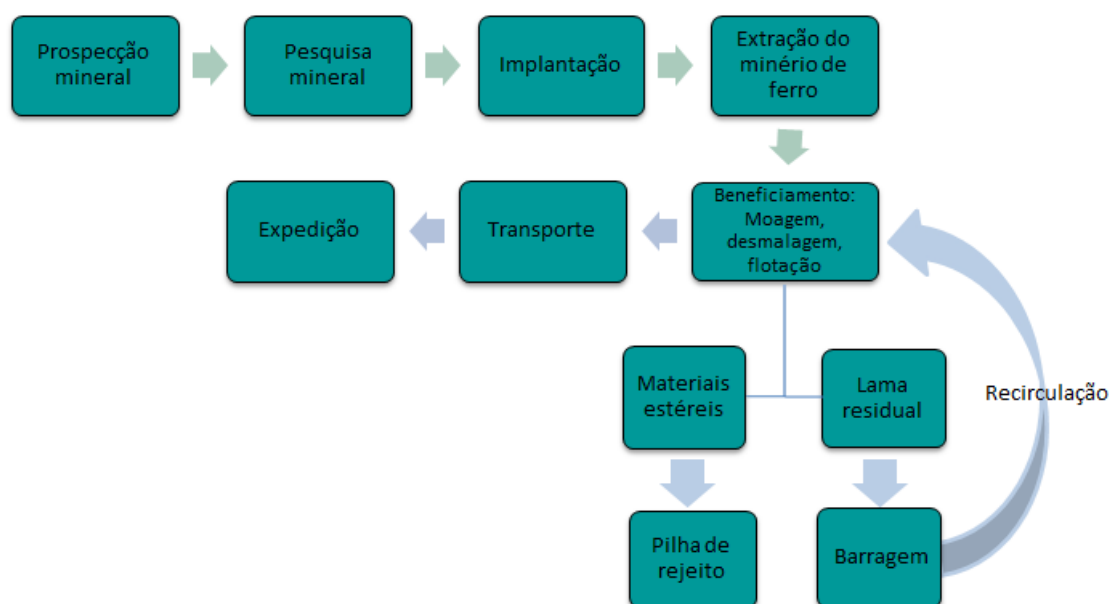 Prospecção
mineral
Pesquisa
mineral
Implantação
Extração do
minério de
ferro
Expedição
Transporte
Beneficiamento:
Moagem,
desmalagem,
flotação
Materiais
estéreis
Lama
residual
Recirculação
Pilha de
rejeito
Barragem